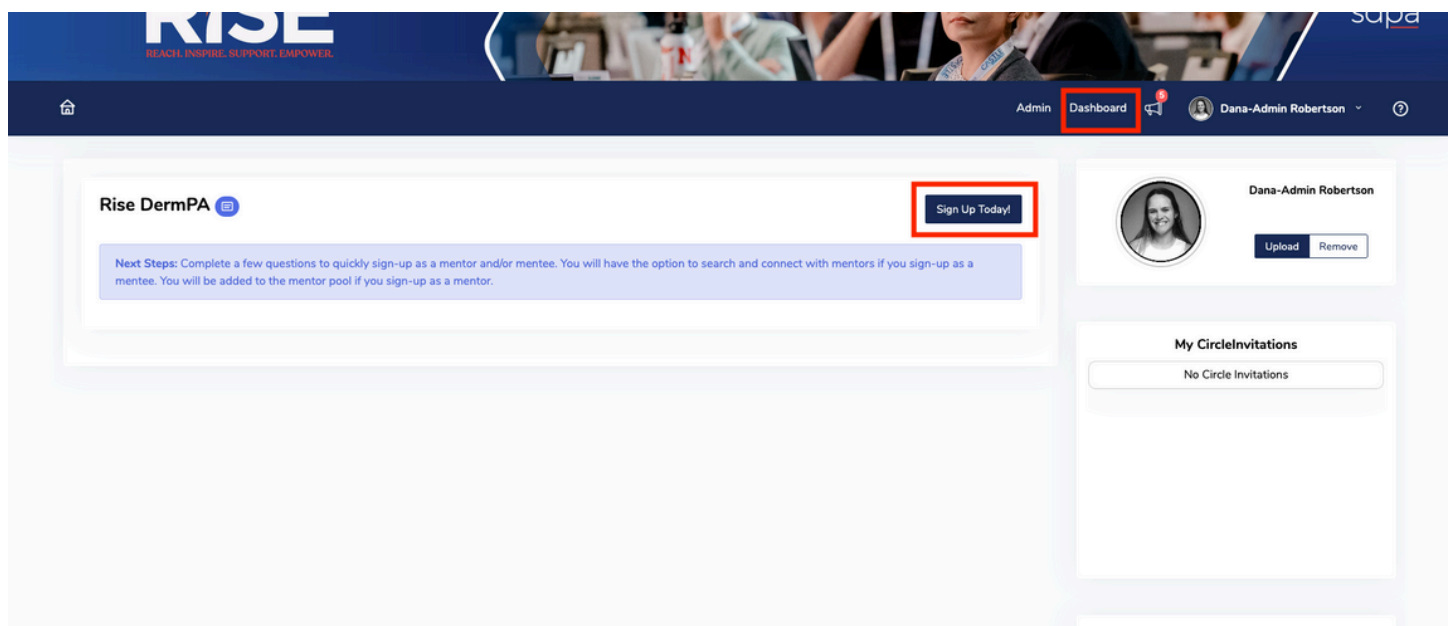 RISE
REACH. INSPIRE. SUPPORT. EMPOWER.
sdpa
Admin Dashboard 5 Dana-Admin Robertson
Rise DermPA
Sign Up Today!
Next Steps: Complete a few questions to quickly sign-up as a mentor and/or mentee. You will have the option to search and connect with mentors if you sign-up as a
mentee. You will be added to the mentor pool if you sign-up as a mentor.
Dana-Admin Robertson
Upload Remove
My CircleInvitations
No Circle Invitations